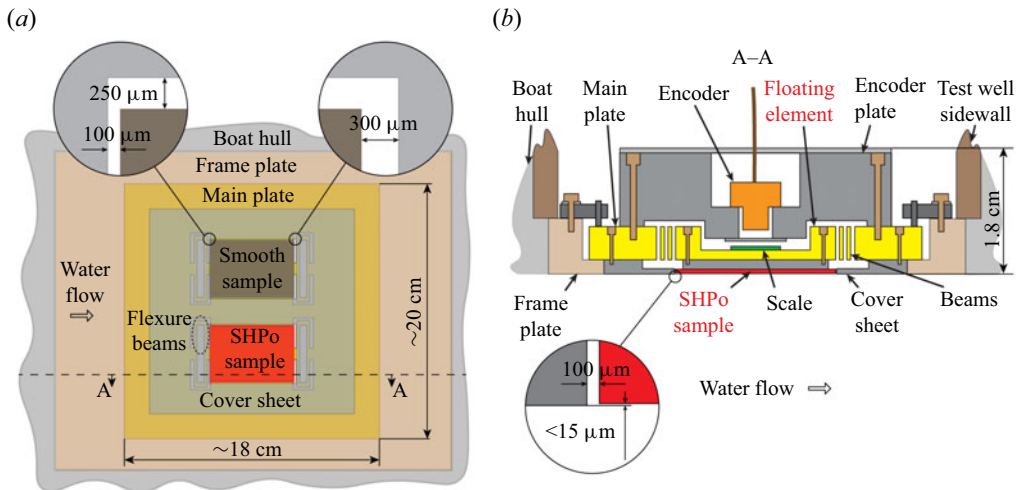 (a)
250 μm
100 μm
300 μm
Boat hull
Frame plate
Main plate
Water
flow
Smooth
sample
Flexure
beams
SHPo
sample
A
A
Cover sheet
~20 cm
~18 cm
(b)
A–A
Boat
hull
Main
plate
Encoder
Floating
element
Encoder
plate
Test well
sidewall
1.8 cm
Frame
plate
SHPo
sample
Scale
Cover
sheet
Beams
100 μm
<15 μm
Water flow